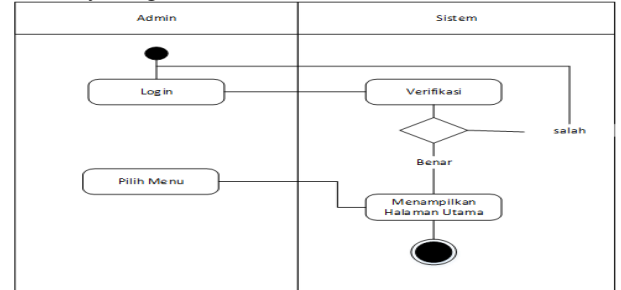 Admin
Sistem
Login
Verifikasi
salah
Benar
Pilih Menu
Menampilkan
Halaman Utama